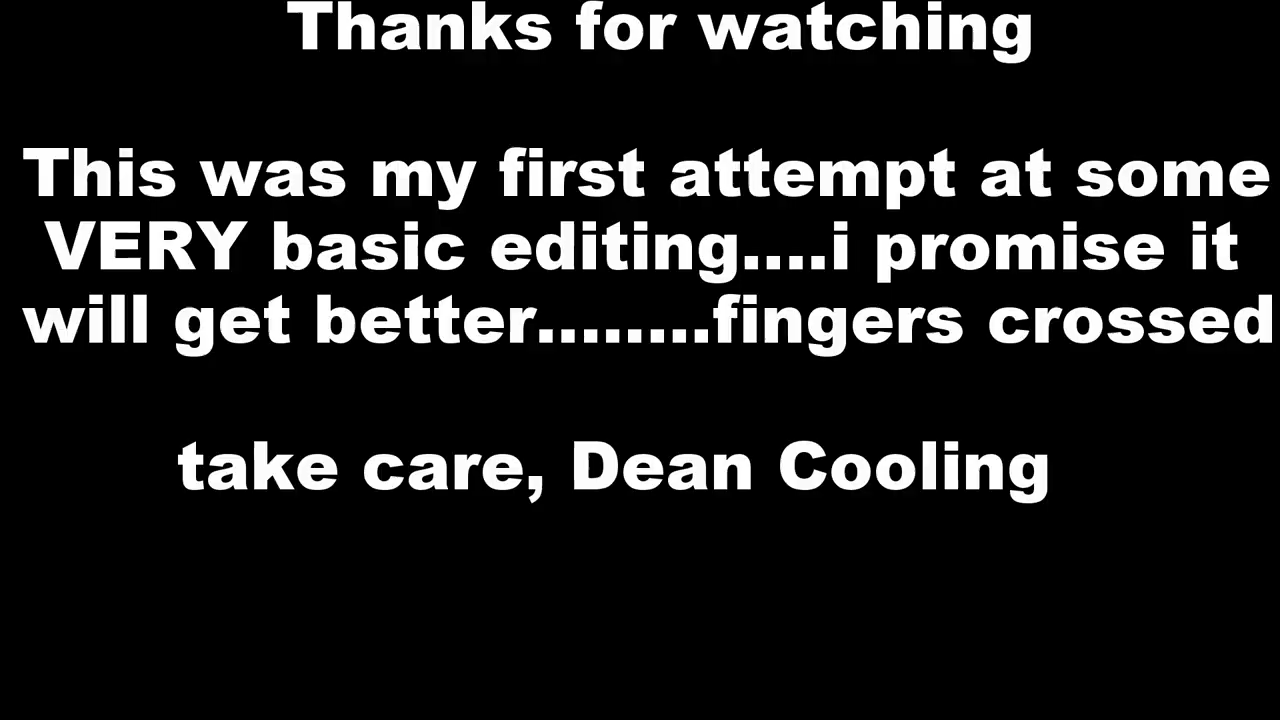 Thanks for watching
This was my first attempt at some
VERY basic editing....i promise it
will get better........fingers crossed
take care, Dean Cooling